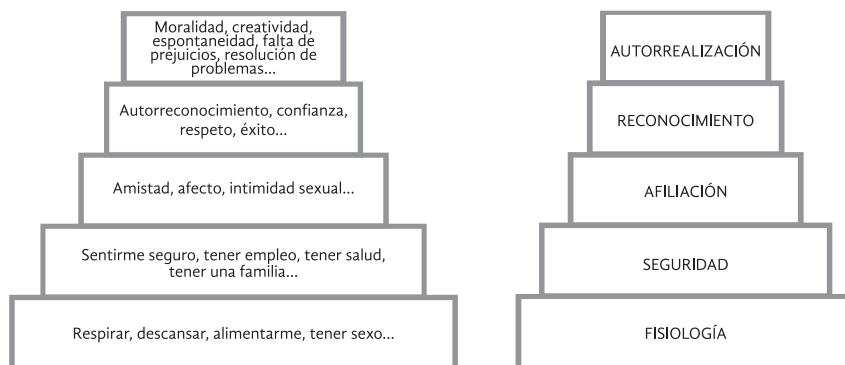 Moralidad, creatividad,
espontaneidad, falta de
prejuicios, resolución de
problemas...
AUTORREALIZACIÓN
Autorreconocimiento, confianza,
respeto, éxito...
RECONOCIMIENTO
Amistad, afecto, intimidad sexual...
AFILIACIÓN
Sentirme seguro, tener empleo, tener salud,
tener una familia...
SEGURIDAD
Respirar, descansar, alimentarme, tener sexo...
FISIOLOGÍA